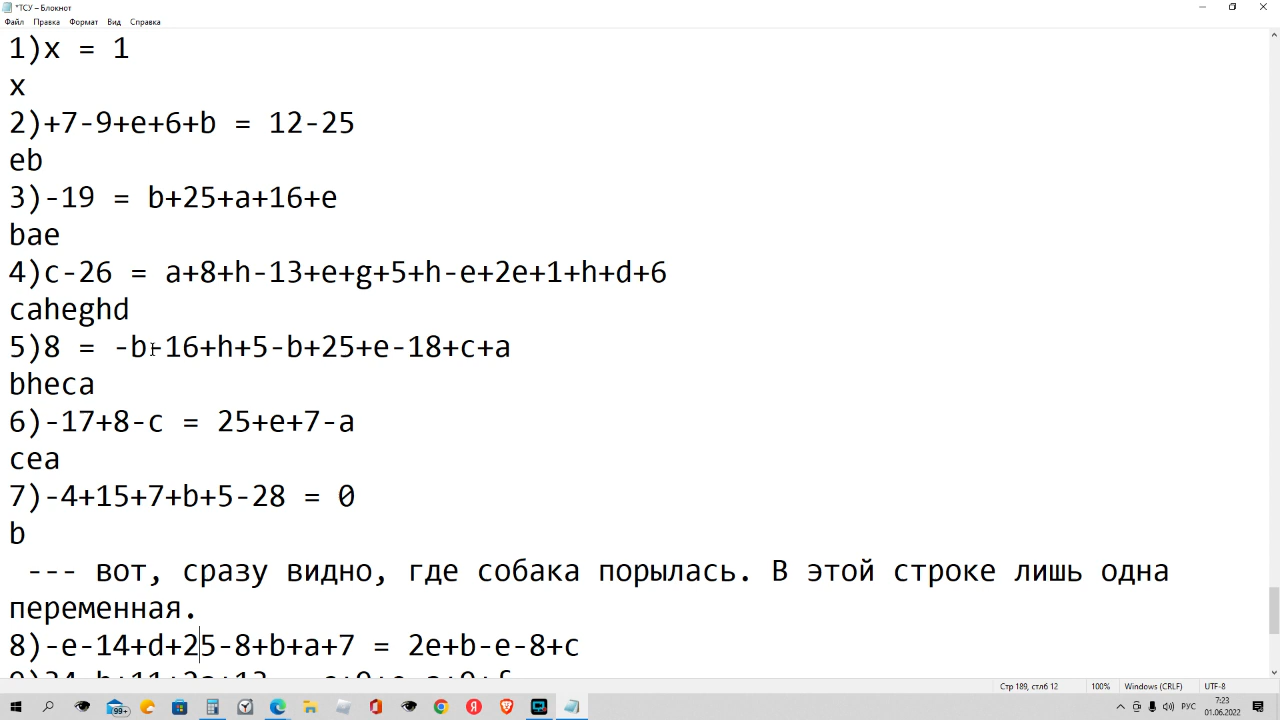 *ТСУ – Блокнот
Файл Правка Формат Вид Справка
1)x = 1
x
2)+7-9+e+6+b = 12-25
eb
3)-19 = b+25+a+16+e
bae
4)c-26 = a+8+h-13+e+g+5+h-e+2e+1+h+d+6
caheghd
5)8 = -b-16+h+5-b+25+e-18+c+a
bheca
6)-17+8-c = 25+e+7-a
cea
7)-4+15+7+b+5-28 = 0
b
--- вот, сразу видно, где собака порылась. В этой строке лишь одна
переменная.
8)-e-14+d+25-8+b+a+7 = 2e+b-e-8+c
Стр 189, стлб 12 100% Windows (CRLF) UTF-8
99+ РУС 7:23
01.06.2022